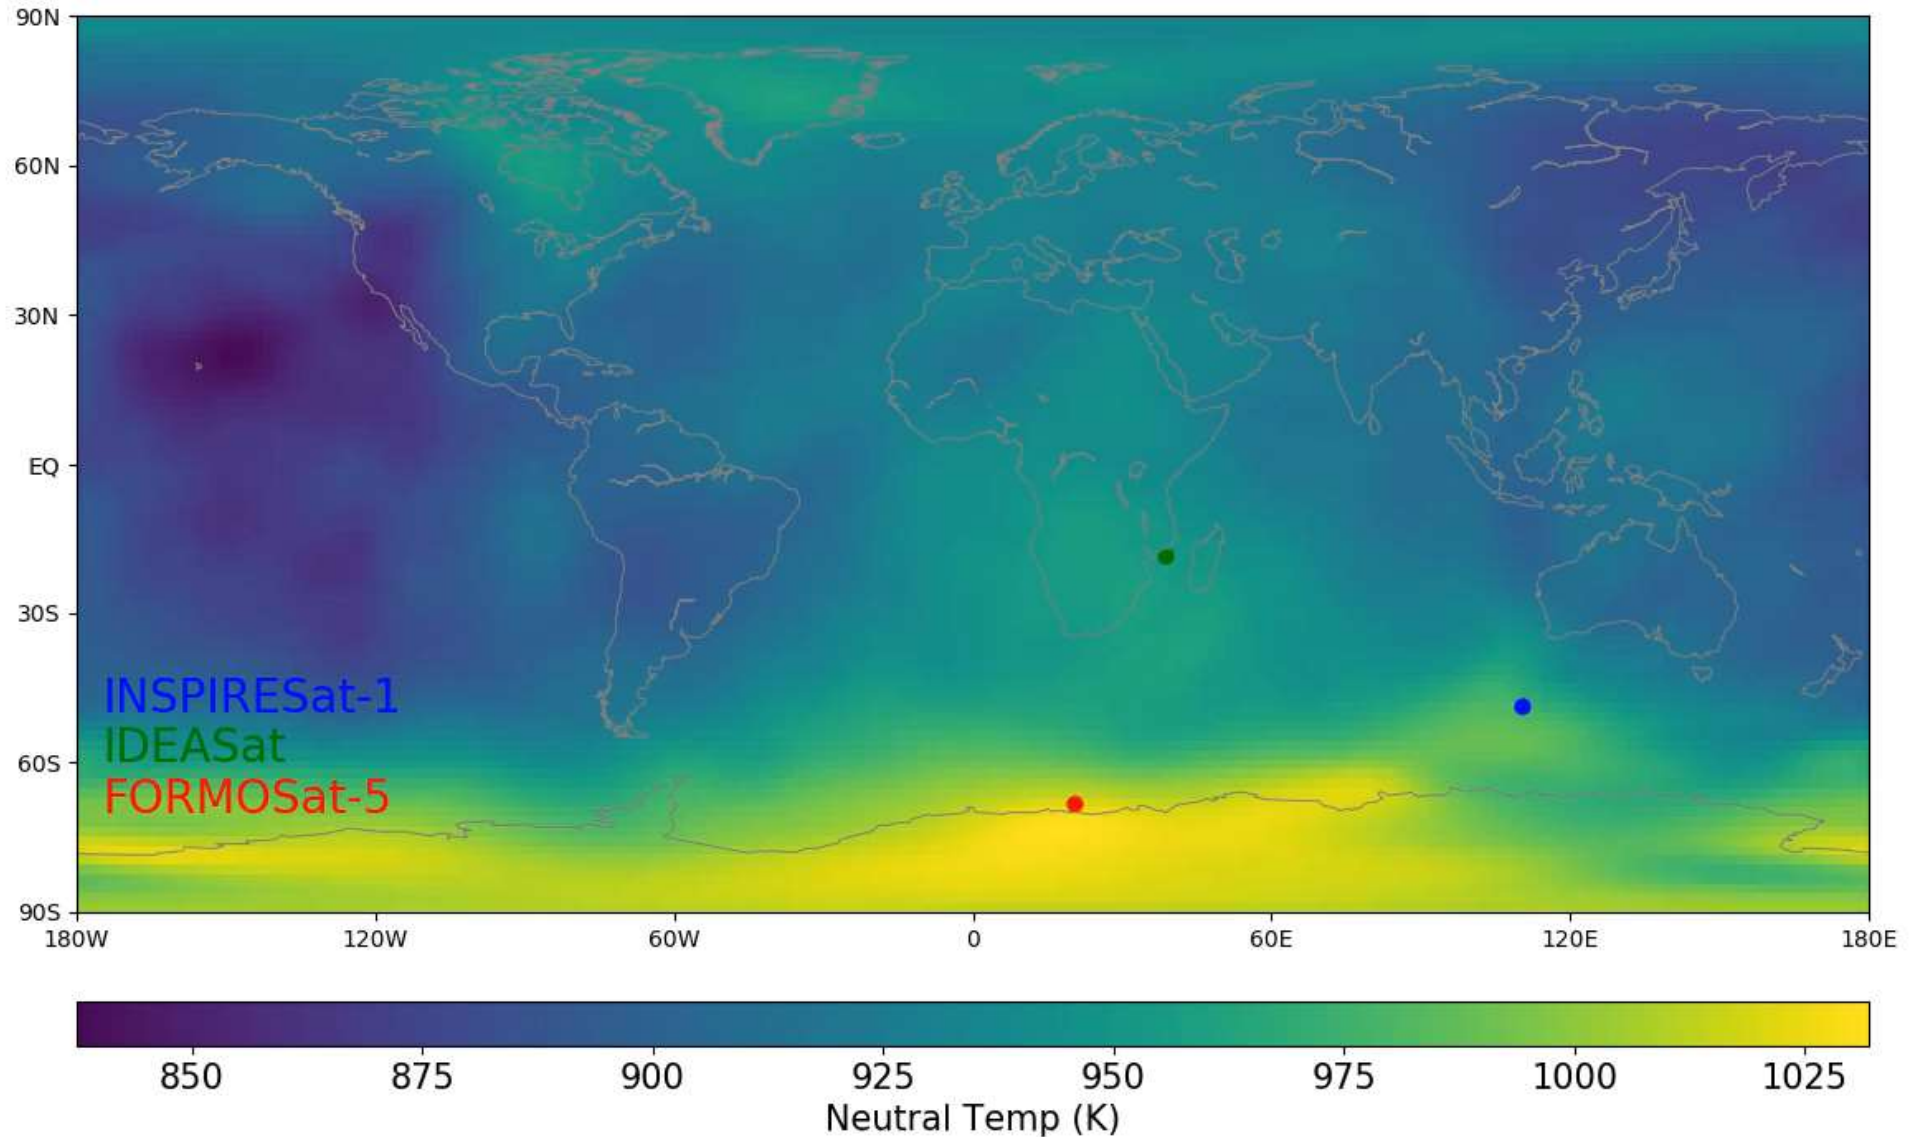 90N
60N
30N
EQ
30S
60S
90S
INSPIRESat-1
IDEASat
FORMOSat-5
180W 120W 60W 0 60E 120E 180E
850 875 900 925 950 975 1000 1025
Neutral Temp (K)